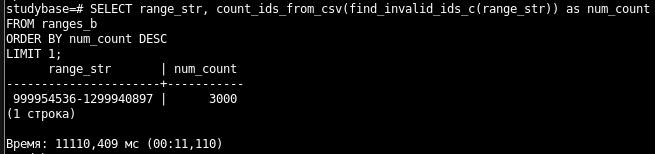 studybase=# SELECT range_str, count_ids_from_csv(find_invalid_ids_c(range_str)) as num_count
FROM ranges_b
ORDER BY num_count DESC
LIMIT 1;
range_str | num_count
----------------------+-----------
999954536-1299940897 | 3000
(1 строка)
Время: 11110,409 мс (00:11,110)